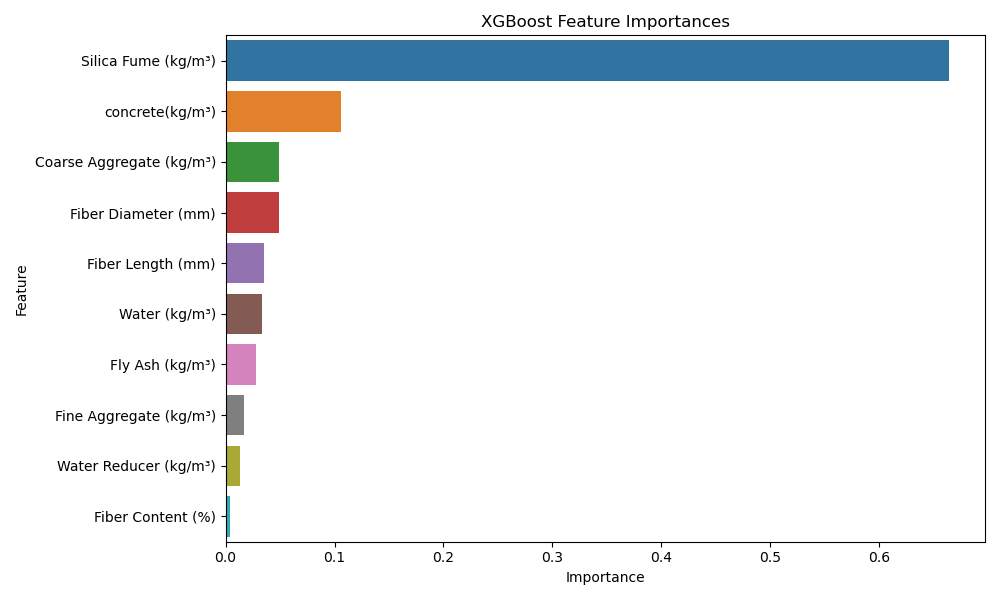 XGBoost Feature Importances
Silica Fume (kg/m³)
concrete(kg/m³)
Coarse Aggregate (kg/m³)
Fiber Diameter (mm)
Fiber Length (mm)
Water (kg/m³)
Fly Ash (kg/m³)
Fine Aggregate (kg/m³)
Water Reducer (kg/m³)
Fiber Content (%)
Feature
0.0 0.1 0.2 0.3 0.4 0.5 0.6
Importance